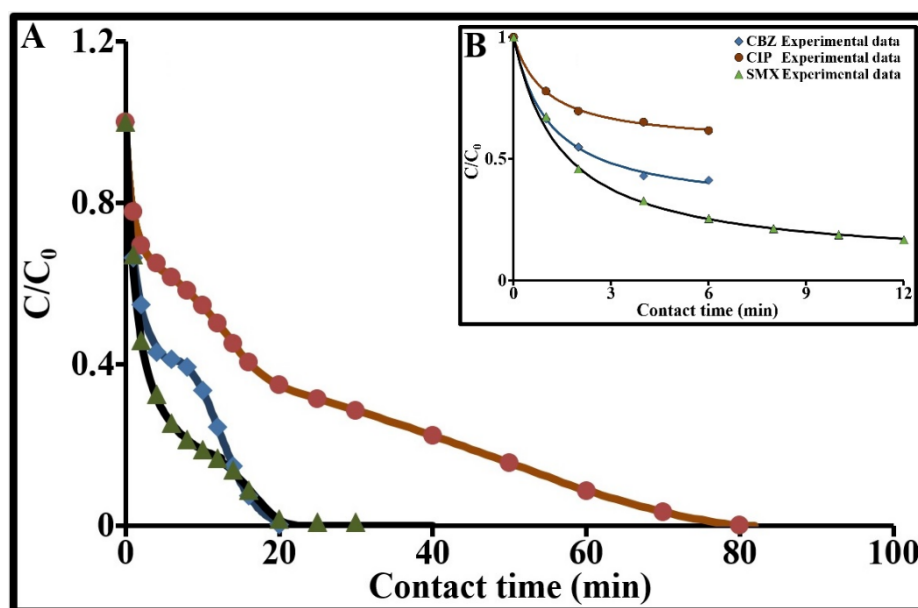 A
1.2
0.8
0.4
0
C/C₀
0 20 40 60 80 100
Contact time (min)
B
1
0.5
0
C/C₀
0 3 6 9 12
Contact time (min)
CBZ Experimental data
CIP Experimental data
SMX Experimental data